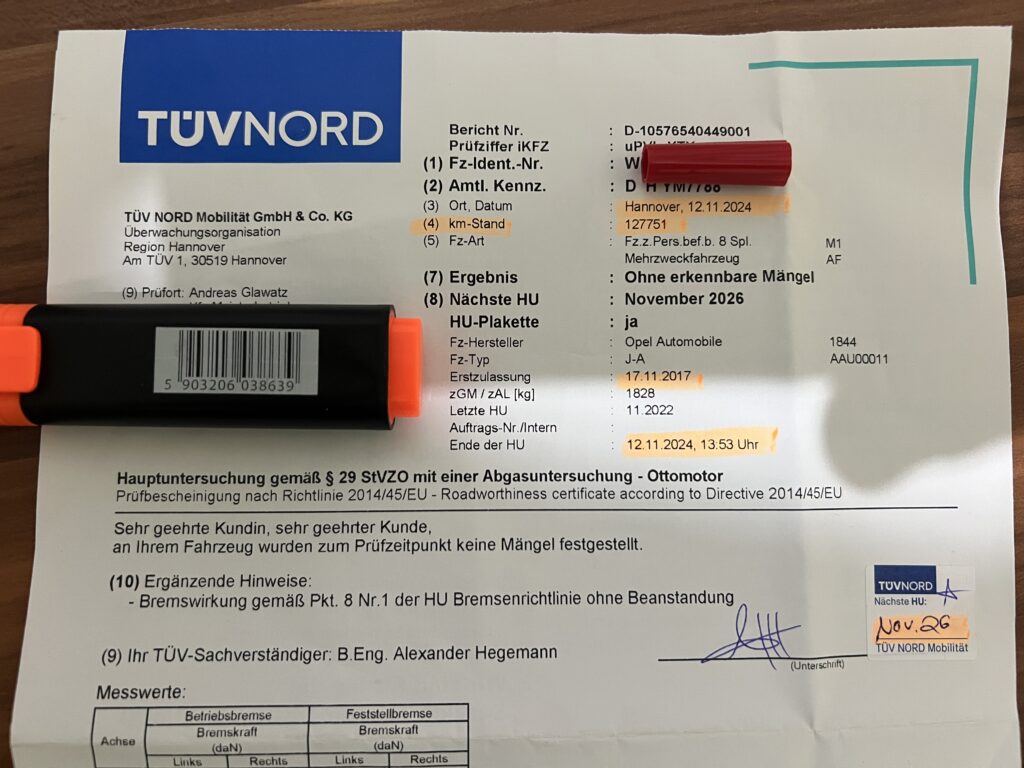 TÜVNORD
Bericht Nr. : D-10576540449001
Prüfziffer iKFZ :
(1) Fz-Ident.-Nr. : W
(2) Amtl. Kennz. : D H YM7788
(3) Ort, Datum : Hannover, 12.11.2024
(4) km-Stand : 127751
(5) Fz-Art : Fz.z.Pers.bef.b. 8 Spl. M1
Mehrzweckfahrzeug AF
(7) Ergebnis : Ohne erkennbare Mängel
(8) Nächste HU : November 2026
HU-Plakette : ja
Fz-Hersteller : Opel Automobile 1844
Fz-Typ : J-A AAU00011
Erstzulassung : 17.11.2017
zGM / zAL [kg] : 1828
Letzte HU : 11.2022
Auftrags-Nr./Intern :
Ende der HU : 12.11.2024, 13:53 Uhr
TÜV NORD Mobilität GmbH & Co. KG
Überwachungsorganisation
Region Hannover
Am TÜV 1, 30519 Hannover
(9) Prüfort: Andreas Glawatz
5 903206 038639
Hauptuntersuchung gemäß § 29 StVZO mit einer Abgasuntersuchung - Ottomotor
Prüfbescheinigung nach Richtlinie 2014/45/EU - Roadworthiness certificate according to Directive 2014/45/EU
Sehr geehrte Kundin, sehr geehrter Kunde,
an Ihrem Fahrzeug wurden zum Prüfzeitpunkt keine Mängel festgestellt.
(10) Ergänzende Hinweise:
- Bremswirkung gemäß Pkt. 8 Nr.1 der HU Bremsenrichtlinie ohne Beanstandung
(9) Ihr TÜV-Sachverständiger: B.Eng. Alexander Hegemann
(Unterschrift)
TÜVNORD
Nächste HU:
Nov. 26
TÜV NORD Mobilität
Messwerte:
Achse
Betriebsbremse Feststellbremse
Bremskraft Bremskraft
(daN) (daN)
Links Rechts Links Rechts